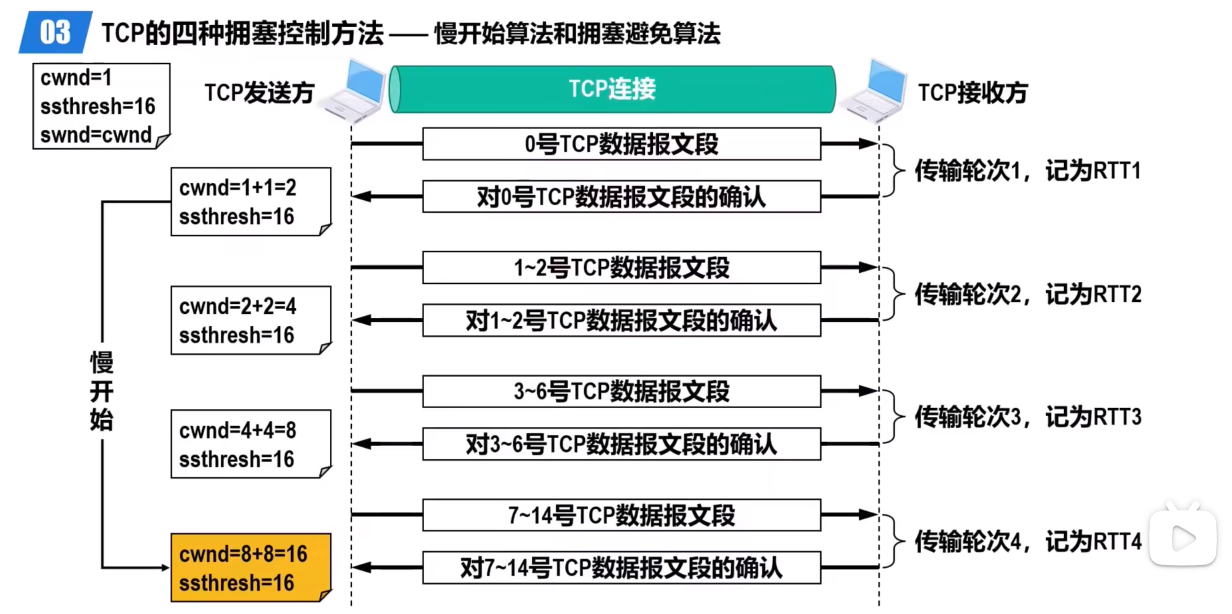 03 TCP的四种拥塞控制方法 —— 慢开始算法和拥塞避免算法
cwnd=1
ssthresh=16
swnd=cwnd
TCP发送方
TCP连接
TCP接收方
0号TCP数据报文段
传输轮次1，记为RTT1
cwnd=1+1=2
ssthresh=16
对0号TCP数据报文段的确认
1~2号TCP数据报文段
传输轮次2，记为RTT2
cwnd=2+2=4
ssthresh=16
对1~2号TCP数据报文段的确认
慢开始
3~6号TCP数据报文段
传输轮次3，记为RTT3
cwnd=4+4=8
ssthresh=16
对3~6号TCP数据报文段的确认
7~14号TCP数据报文段
传输轮次4，记为RTT4
cwnd=8+8=16
ssthresh=16
对7~14号TCP数据报文段的确认